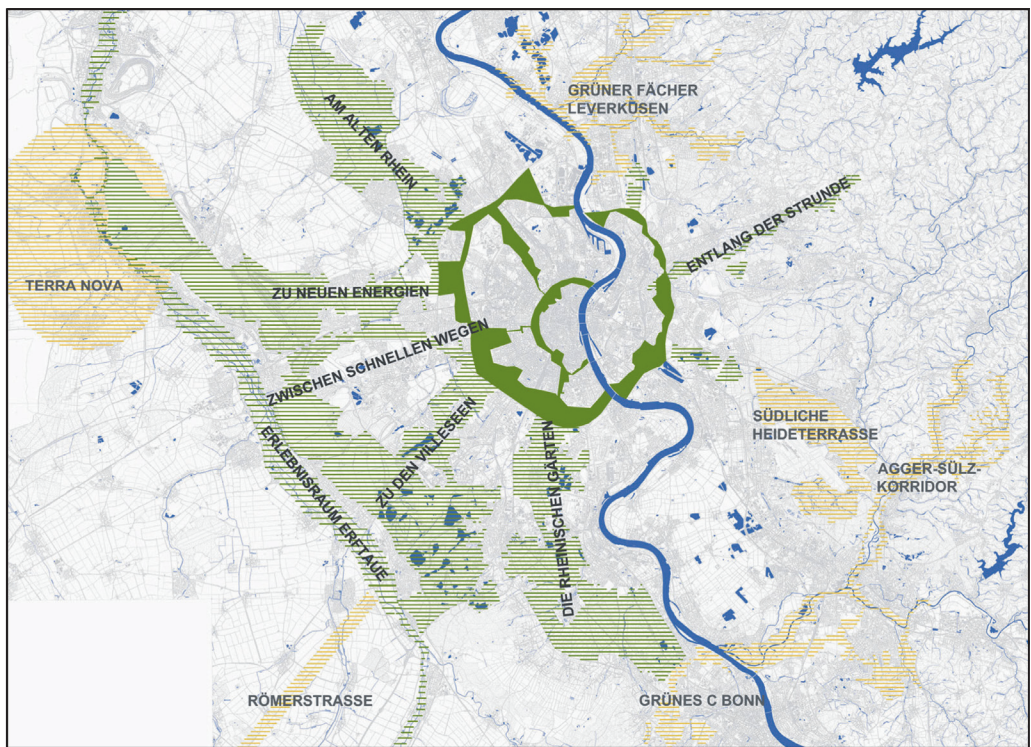 GRÜNER FÄCHER
LEVERKUSEN
AM ALTEN RHEIN
ENTLANG DER STRUNDE
TERRA NOVA
ZU NEUEN ENERGIEN
ZWISCHEN SCHNELLEN WEGEN
ZU DEN VILLESEEN
ERLEBNISRAUM ERFTAUE
DIE RHEINISCHEN GÄRTEN
SÜDLICHE
HEIDETERRASSE
AGGER-SÜLZ-
KORRIDOR
RÖMERSTRASSE
GRÜNES C BONN